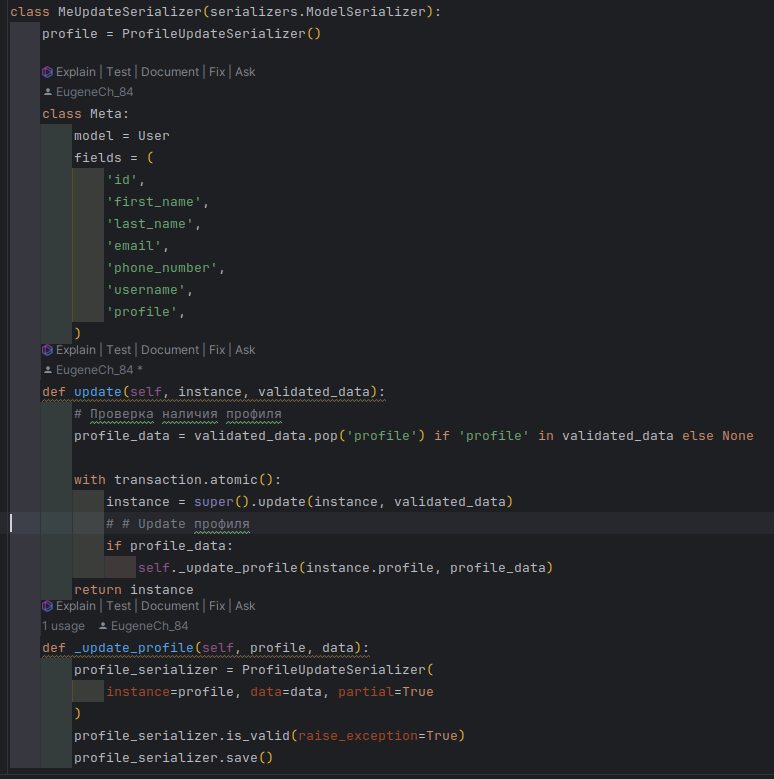 class MeUpdateSerializer(serializers.ModelSerializer):
    profile = ProfileUpdateSerializer()
    Explain | Test | Document | Fix | Ask
    EugeneCh_84
    class Meta:
        model = User
        fields = (
            'id',
            'first_name',
            'last_name',
            'email',
            'phone_number',
            'username',
            'profile',
        )
    Explain | Test | Document | Fix | Ask
    EugeneCh_84 *
    def update(self, instance, validated_data):
        # Проверка наличия профиля
        profile_data = validated_data.pop('profile') if 'profile' in validated_data else None
        with transaction.atomic():
            instance = super().update(instance, validated_data)
            # # Update профиля
            if profile_data:
                self._update_profile(instance.profile, profile_data)
        return instance
    Explain | Test | Document | Fix | Ask
    1 usage EugeneCh_84
    def _update_profile(self, profile, data):
        profile_serializer = ProfileUpdateSerializer(
            instance=profile, data=data, partial=True
        )
        profile_serializer.is_valid(raise_exception=True)
        profile_serializer.save()